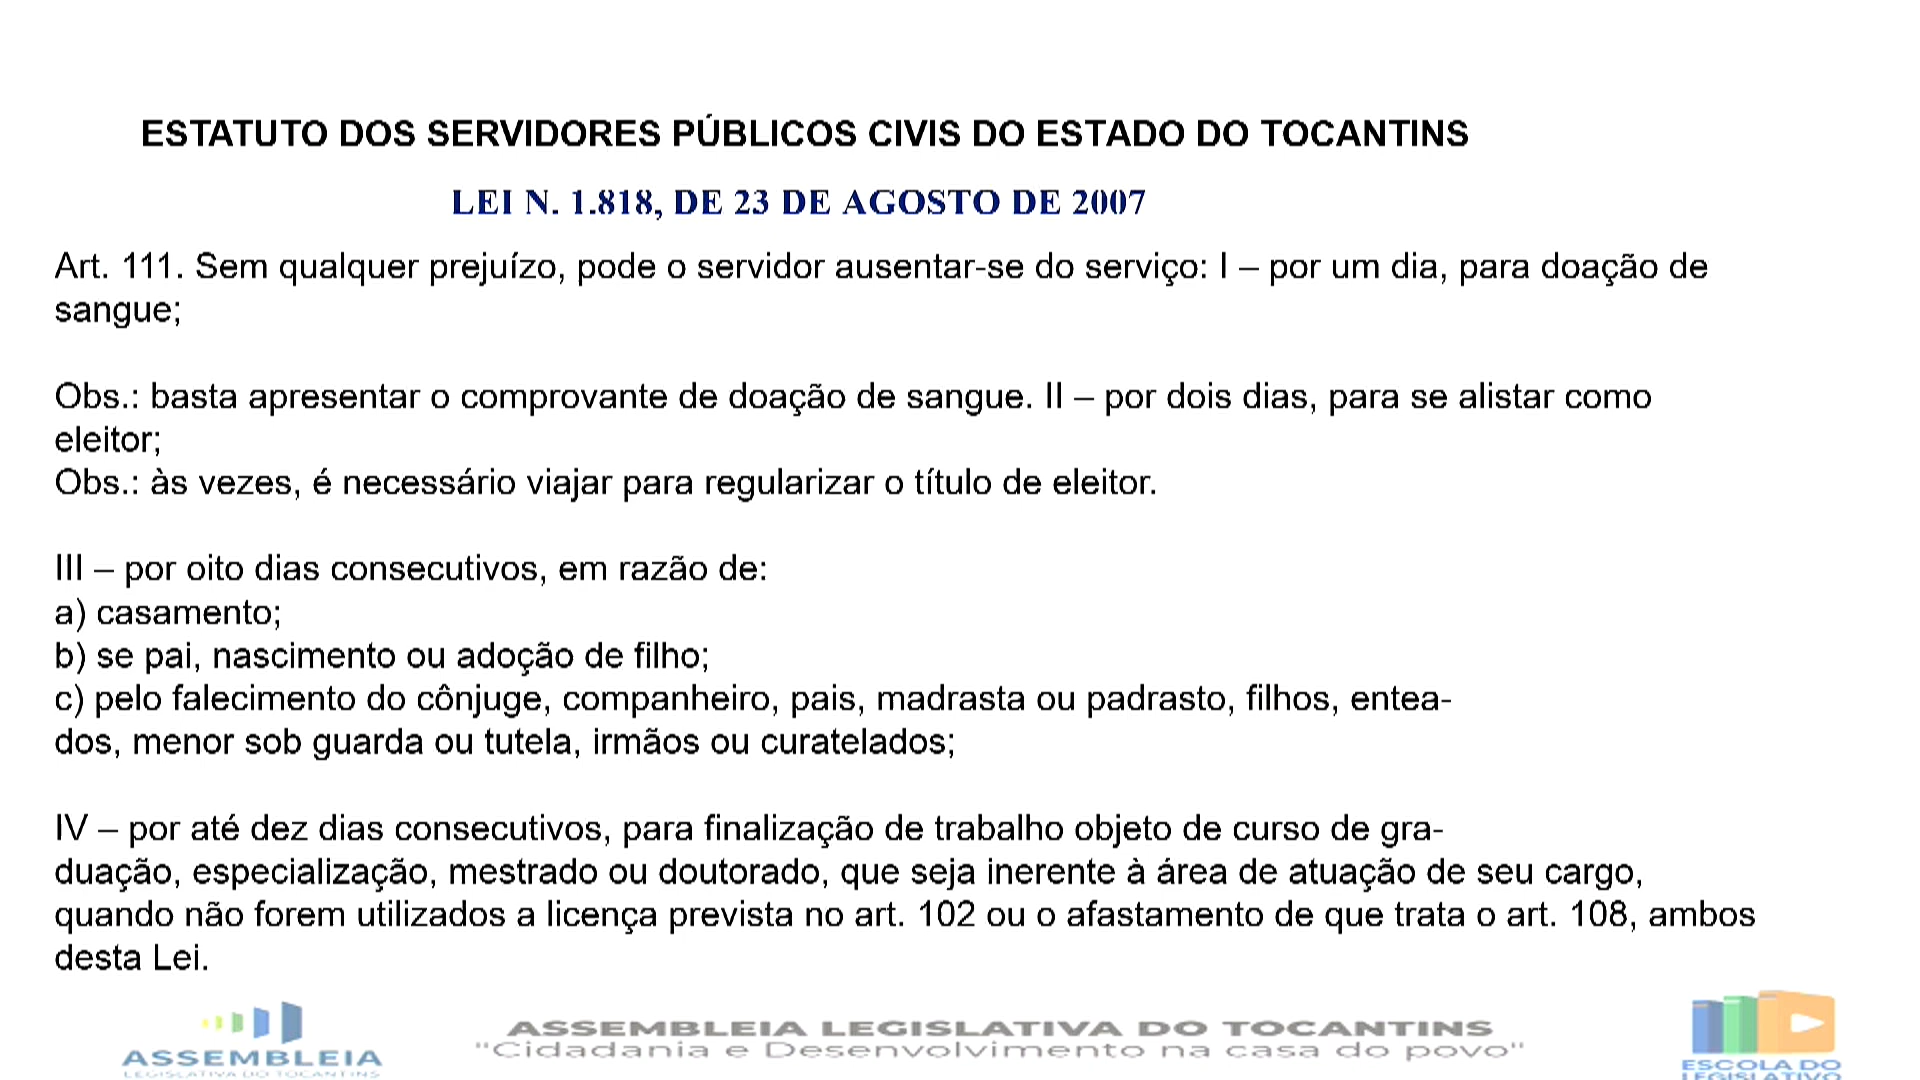 ESTATUTO DOS SERVIDORES PÚBLICOS CIVIS DO ESTADO DO TOCANTINS
LEI N. 1.818, DE 23 DE AGOSTO DE 2007
Art. 111. Sem qualquer prejuízo, pode o servidor ausentar-se do serviço: I – por um dia, para doação de
sangue;
Obs.: basta apresentar o comprovante de doação de sangue. II – por dois dias, para se alistar como
eleitor;
Obs.: às vezes, é necessário viajar para regularizar o título de eleitor.
III – por oito dias consecutivos, em razão de:
a) casamento;
b) se pai, nascimento ou adoção de filho;
c) pelo falecimento do cônjuge, companheiro, pais, madrasta ou padrasto, filhos, entea-
dos, menor sob guarda ou tutela, irmãos ou curatelados;
IV – por até dez dias consecutivos, para finalização de trabalho objeto de curso de gra-
duação, especialização, mestrado ou doutorado, que seja inerente à área de atuação de seu cargo,
quando não forem utilizados a licença prevista no art. 102 ou o afastamento de que trata o art. 108, ambos
desta Lei.
ASSEMBLEIA
LEGISLATIVA DO TOCANTINS
ASSEMBLEIA LEGISLATIVA DO TOCANTINS
"Cidadania e Desenvolvimento na casa do povo"
ESCOLA DO
LEGISLATIVO